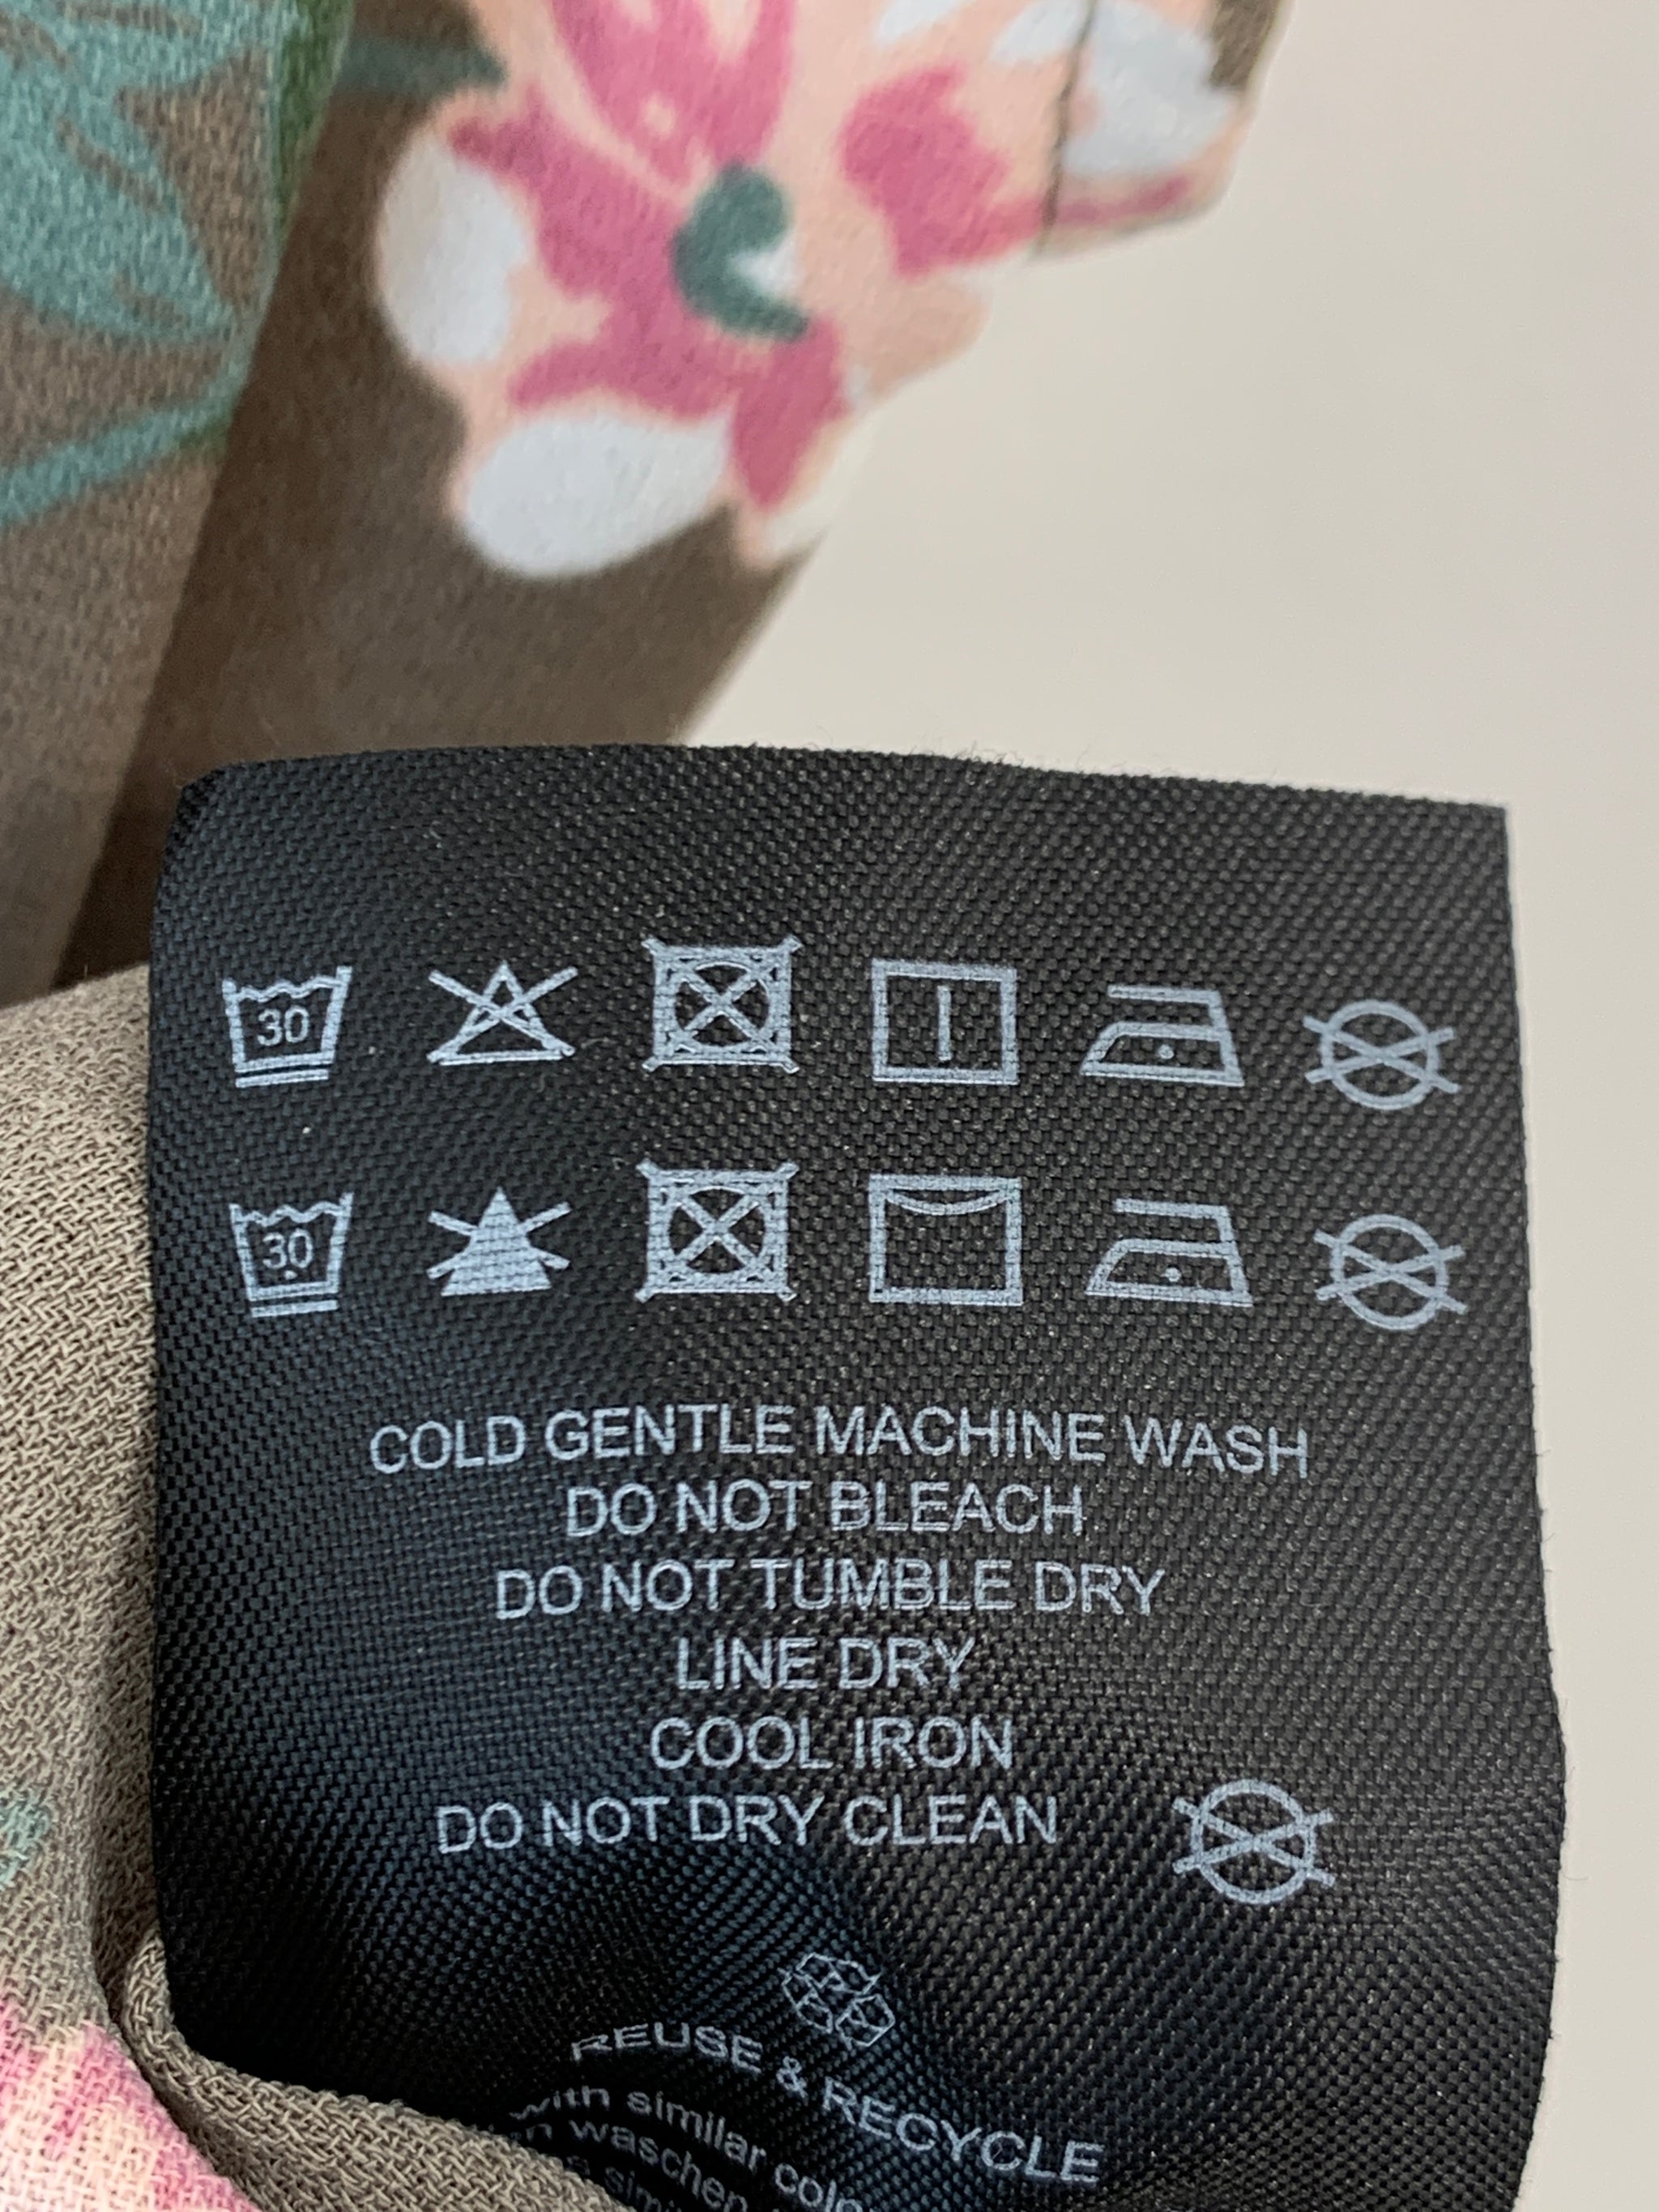 30
30
COLD GENTLE MACHINE WASH
DO NOT BLEACH
DO NOT TUMBLE DRY
LINE DRY
COOL IRON
DO NOT DRY CLEAN
REUSE & RECYCLE
with similar
waschen